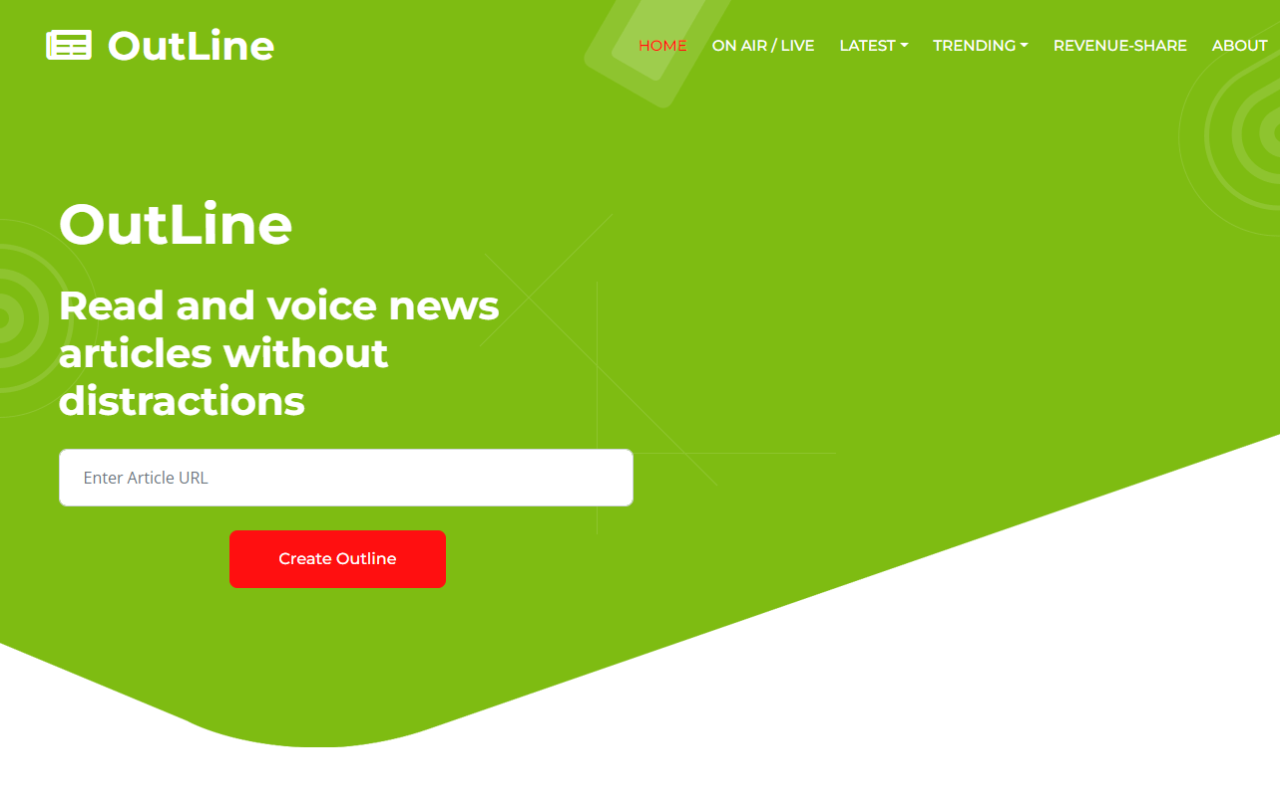 OutLine
HOME ON AIR / LIVE LATEST TRENDING REVENUE-SHARE ABOUT
OutLine
Read and voice news
articles without
distractions
Enter Article URL
Create Outline